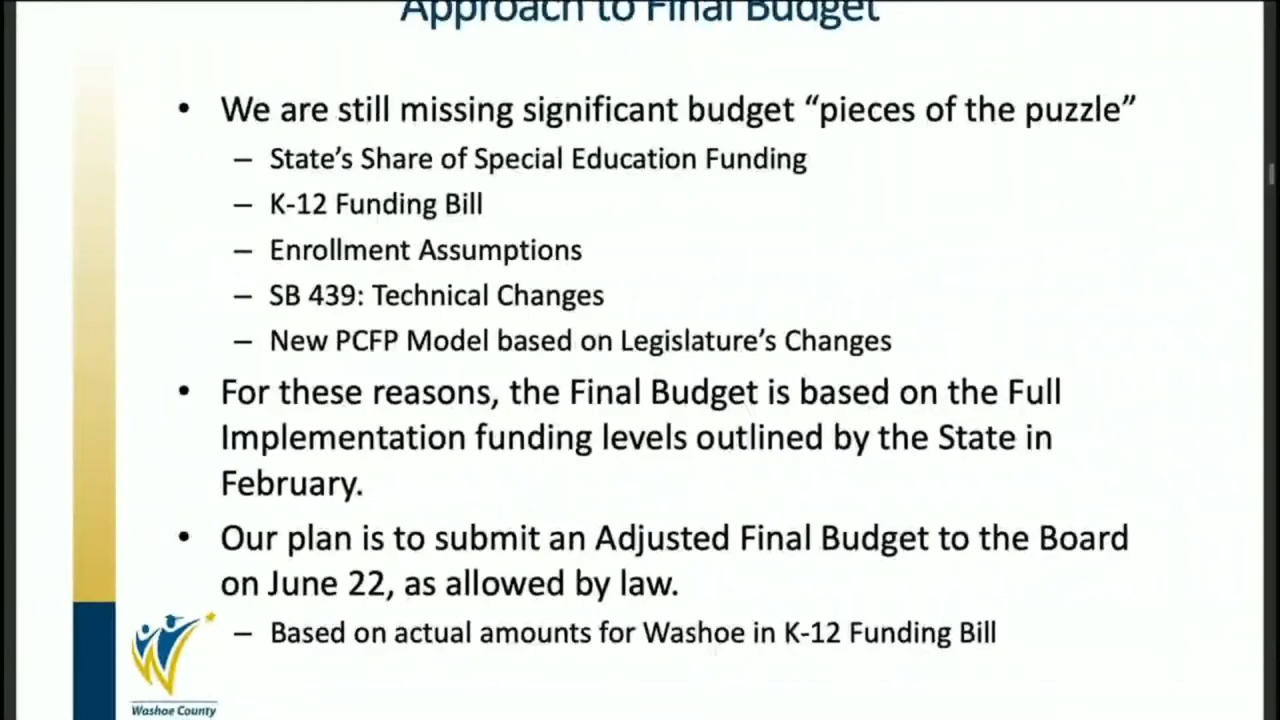 Approach to Final Budget
• We are still missing significant budget “pieces of the puzzle”
– State’s Share of Special Education Funding
– K-12 Funding Bill
– Enrollment Assumptions
– SB 439: Technical Changes
– New PCFP Model based on Legislature’s Changes
• For these reasons, the Final Budget is based on the Full
Implementation funding levels outlined by the State in
February.
• Our plan is to submit an Adjusted Final Budget to the Board
on June 22, as allowed by law.
– Based on actual amounts for Washoe in K-12 Funding Bill
Washoe County